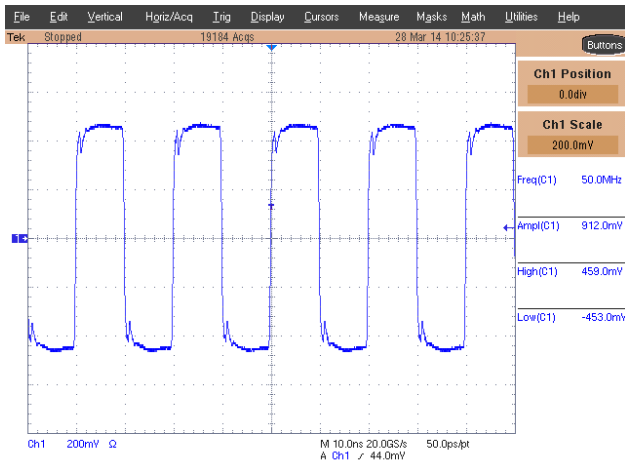 File Edit Vertical Horiz/Acq Trig Display Cursors Measure Masks Math Utilities Help
Tek Stopped 19184 Acqs 28 Mar 14 10:25:37
Buttons
Ch1 Position
0.0div
Ch1 Scale
200.0mV
Freq(C1) 50.0MHz
Ampl(C1) 912.0mV
High(C1) 459.0mV
Low(C1) -453.0mV
1
Ch1 200mV Ω M 10.0ns 20.0GS/s 50.0ps/pt
A Ch1 ∕ 44.0mV